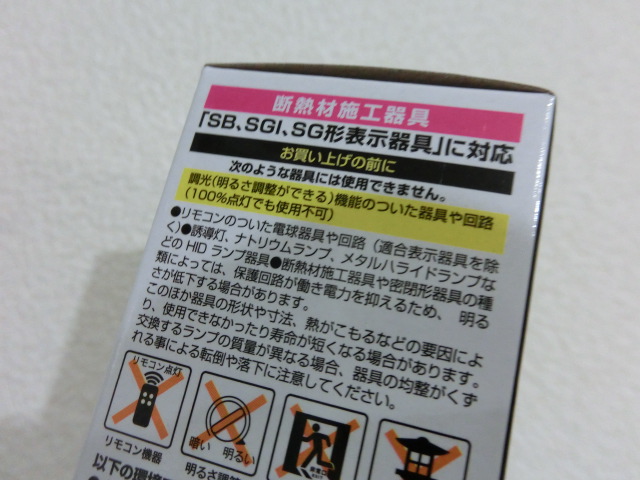 断熱材施工器具
「SB、SGI、SG形表示器具」に対応
お買い上げの前に
次のような器具には使用できません。
調光(明るさ調整ができる)機能のついた器具や回路
(100%点灯でも使用不可)
●リモコンのついた電球器具や回路(適合表示器具を除
く)●誘導灯、ナトリウムランプ、メタルハライドランプな
どの HID ランプ器具●断熱材施工器具や密閉形器具の種
類によっては、保護回路が働き電力を抑えるため、明る
さが低下する場合があります。
このほか器具の形状や寸法、熱がこもるなどの要因によ
り、使用できなかったり寿命が短くなる場合があります。
交換するランプの質量が異なる場合、器具の均整がくず
れる事による転倒や落下に注意してください。
リモコン点灯
暗い 明るい
リモコン機器
明るさ調
以下の環境